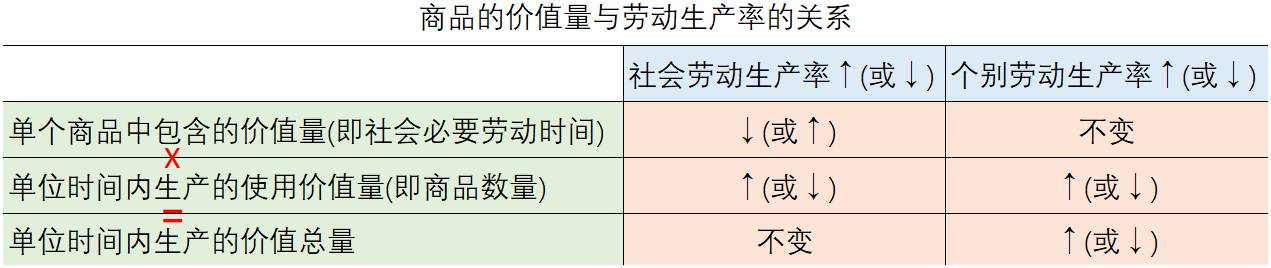 商品的价值量与劳动生产率的关系
社会劳动生产率↑(或↓) 个别劳动生产率↑(或↓)
单个商品中包含的价值量(即社会必要劳动时间) ↓(或↑) 不变
×
单位时间内生产的使用价值量(即商品数量) ↑(或↓) ↑(或↓)
=
单位时间内生产的价值总量 不变 ↑(或↓)